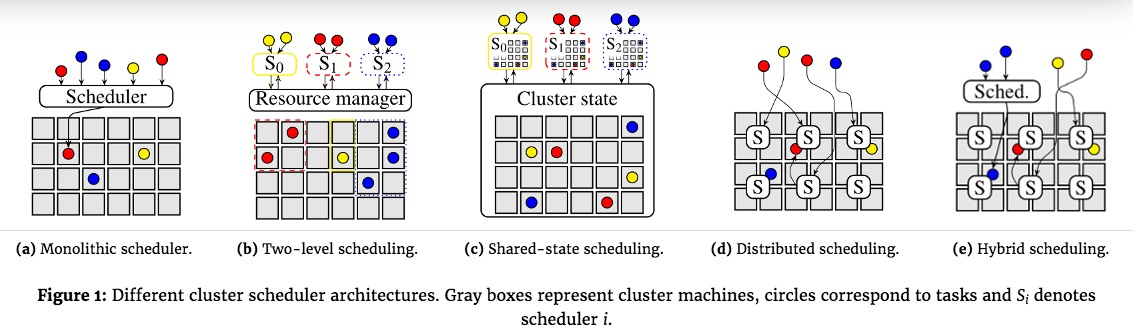 Scheduler
S0 S1 S2
Resource manager
S0 S1 S2
Cluster state
S S S
S S S
Sched.
S S S
S S S
(a) Monolithic scheduler. (b) Two-level scheduling. (c) Shared-state scheduling. (d) Distributed scheduling. (e) Hybrid scheduling.
Figure 1: Different cluster scheduler architectures. Gray boxes represent cluster machines, circles correspond to tasks and Si denotes
scheduler i.